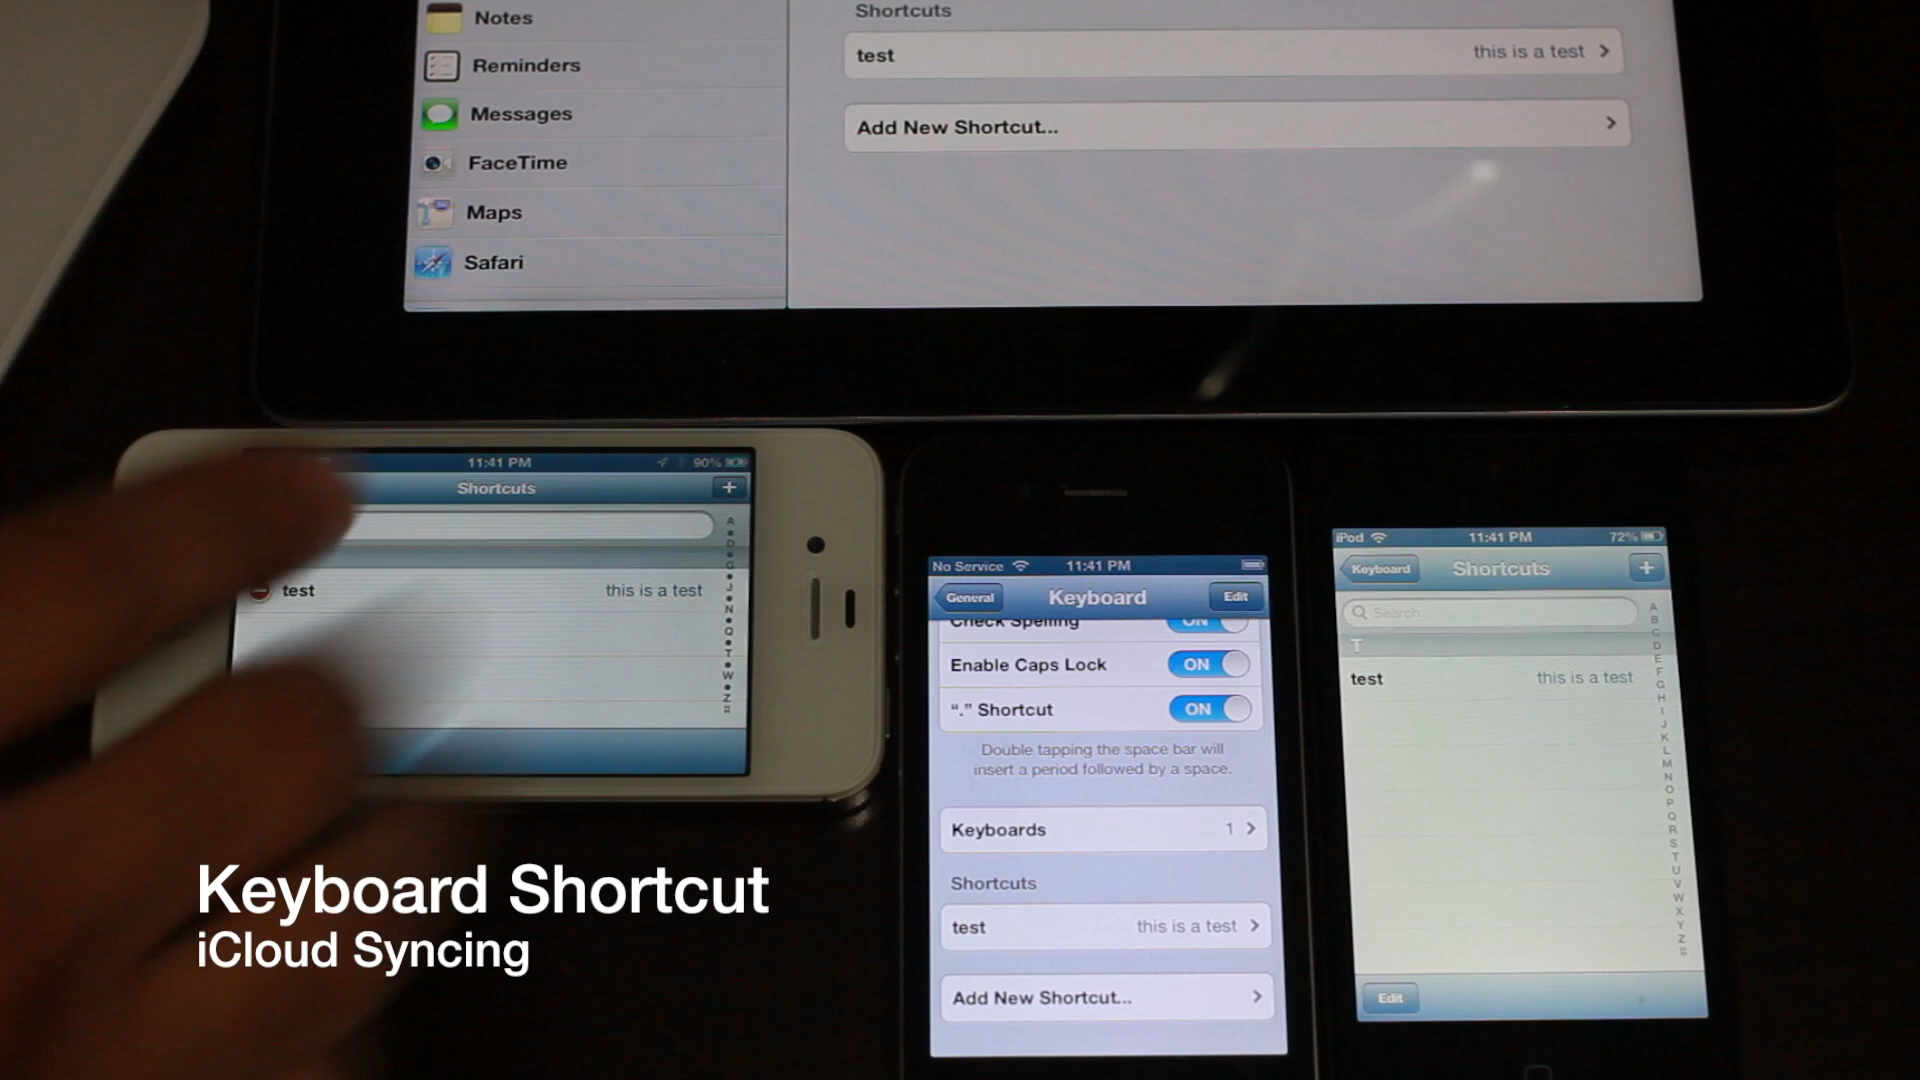 Notes
Reminders
Messages
FaceTime
Maps
Safari
Shortcuts
test this is a test
Add New Shortcut...
11:41 PM 90%
Shortcuts +
A
D
G
J
N
Q
T
W
Z
#
test this is a test
No Service 11:41 PM
General Keyboard Edit
Check Spelling ON
Enable Caps Lock ON
“.” Shortcut ON
Double tapping the space bar will
insert a period followed by a space.
Keyboards 1
Shortcuts
test this is a test
Add New Shortcut...
iPod 11:41 PM 72%
Keyboard Shortcuts +
Search
T
test this is a test
A
B
C
D
E
F
G
H
I
J
K
L
M
N
O
P
Q
R
S
T
U
V
W
X
Y
Z
#
Edit
Keyboard Shortcut
iCloud Syncing